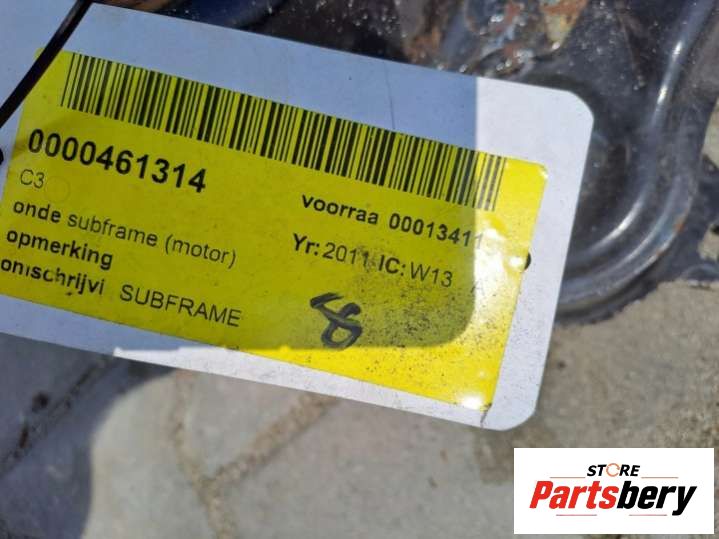 0000461314
C3
voorraa 00013411
onde subframe (motor)
Yr: 2011 IC: W13 A
opmerking
omschrijvi SUBFRAME
8
STORE
Partsbery